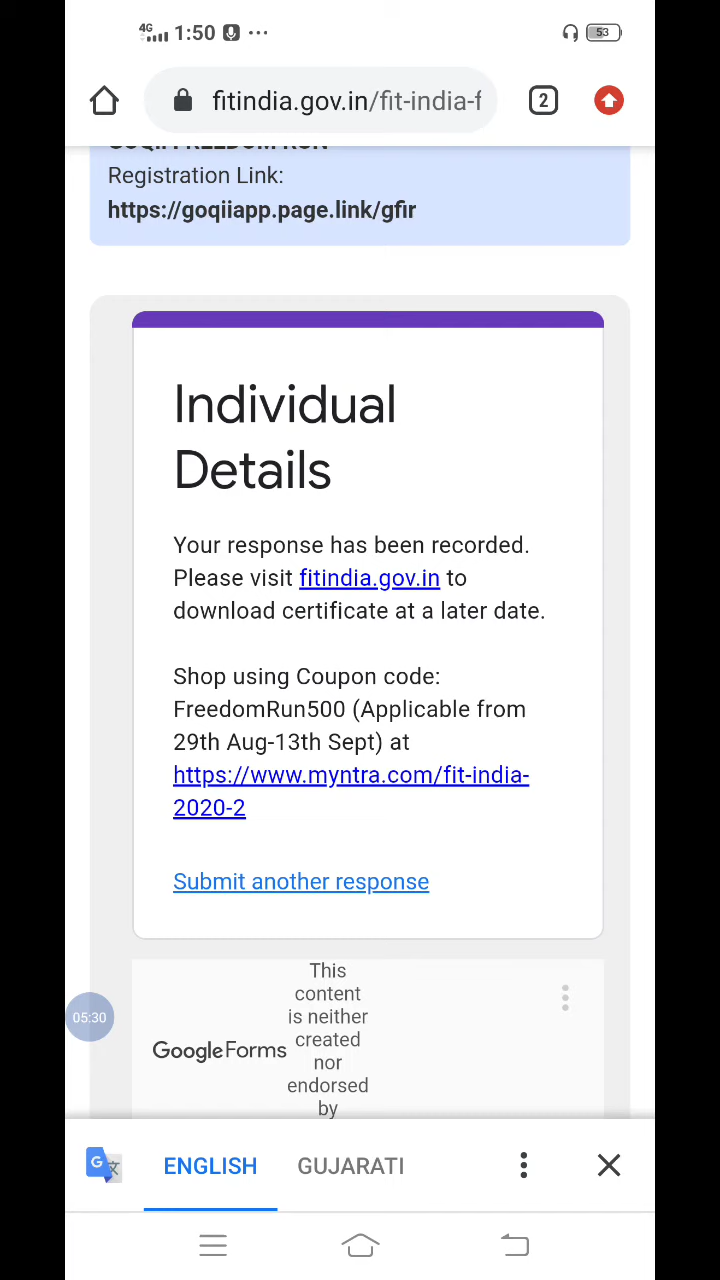 4G 1:50 ...
53
fitindia.gov.in/fit-india-f
2
Registration Link:
https://goqiiapp.page.link/gfir
Individual
Details
Your response has been recorded.
Please visit fitindia.gov.in to
download certificate at a later date.
Shop using Coupon code:
FreedomRun500 (Applicable from
29th Aug-13th Sept) at
https://www.myntra.com/fit-india-
2020-2
Submit another response
This
content
is neither
created
nor
endorsed
by
Google Forms
05:30
ENGLISH GUJARATI